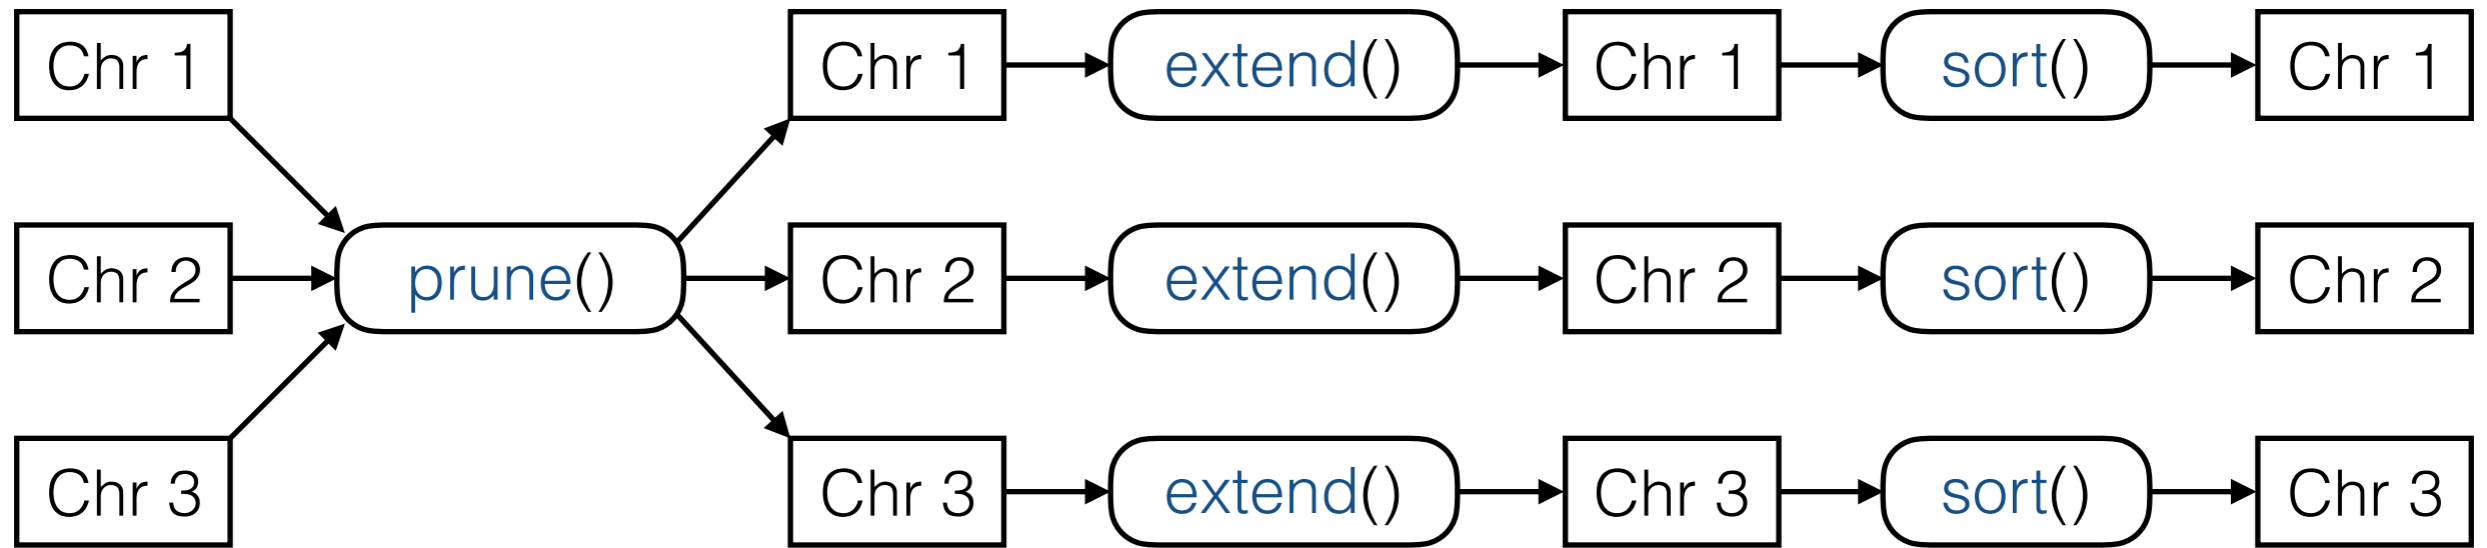 Chr 1 Chr 1 extend() Chr 1 sort() Chr 1
Chr 2 prune() Chr 2 extend() Chr 2 sort() Chr 2
Chr 3 Chr 3 extend() Chr 3 sort() Chr 3